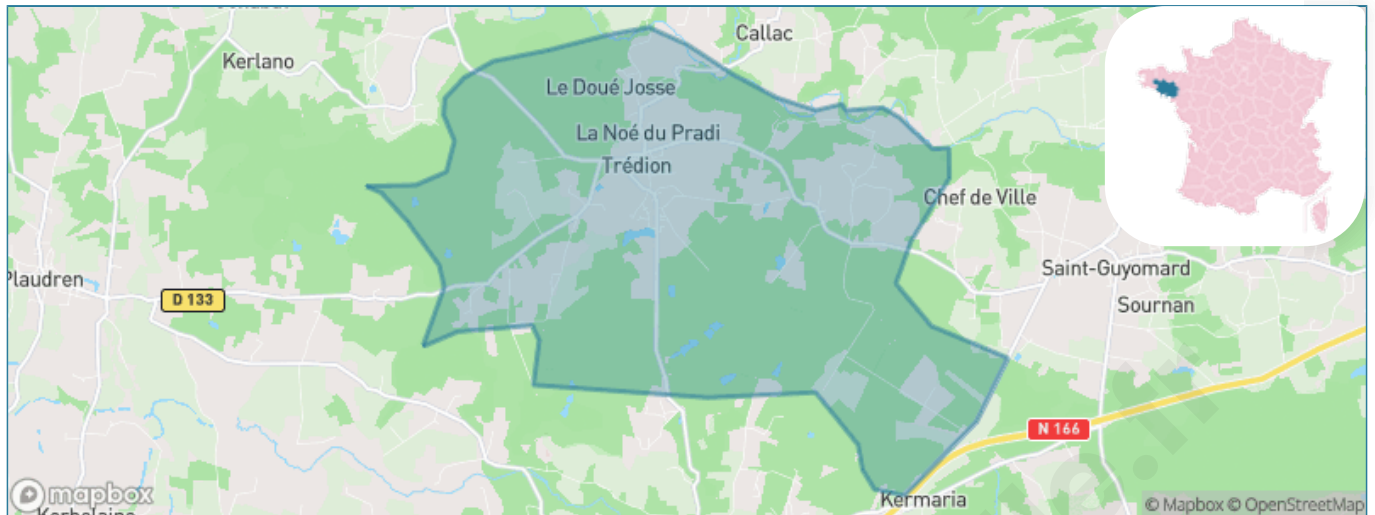 Callac
Kerlano
Le Doué Josse
La Noé du Pradi
Trédion
Chef de Ville
Saint-Guyomard
Plaudren
D 133
Sournan
N 166
Kermaria
mapbox
© Mapbox © OpenStreetMap